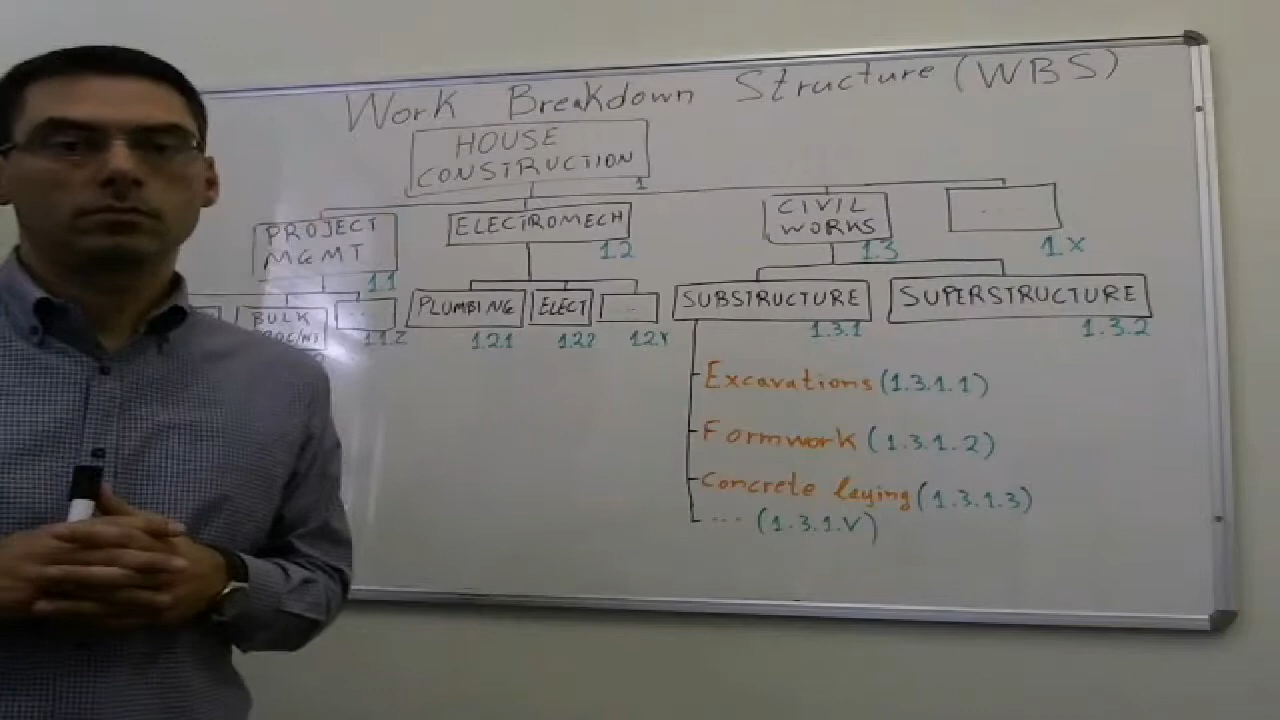 Work Breakdown Structure (WBS)
HOUSE
CONSTRUCTION
1
PROJECT
MGMT
1.1
ELECTROMECH
1.2
CIVIL
WORKS
1.3
...
1.X
BULK
...
1.1.Z
PLUMBING
1.2.1
ELECT
1.2.2
...
1.2.Y
SUBSTRUCTURE
1.3.1
SUPERSTRUCTURE
1.3.2
Excavations (1.3.1.1)
Formwork (1.3.1.2)
Concrete laying (1.3.1.3)
... (1.3.1.V)